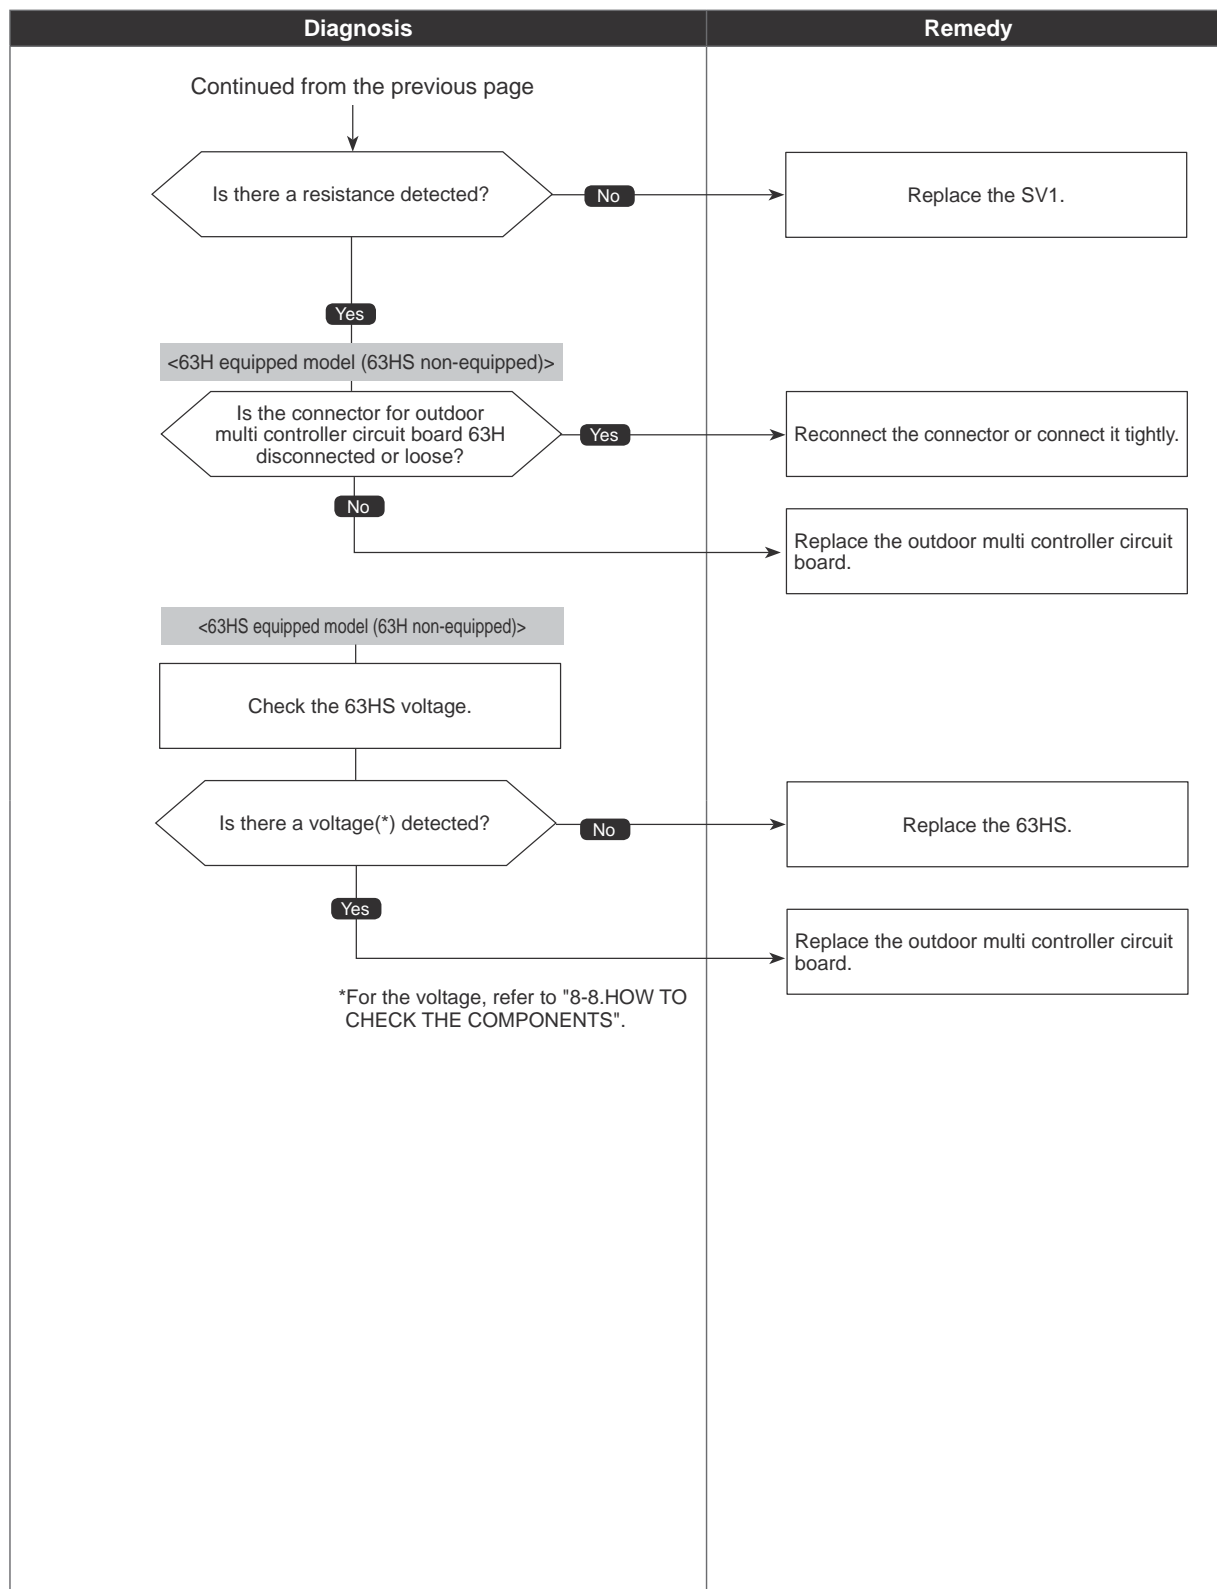 Diagnosis
Remedy
Continued from the previous page
Is there a resistance detected?
No
Replace the SV1.
Yes
<63H equipped model (63HS non-equipped)>
Is the connector for outdoor
multi controller circuit board 63H
disconnected or loose?
Yes
Reconnect the connector or connect it tightly.
No
Replace the outdoor multi controller circuit
board.
<63HS equipped model (63H non-equipped)>
Check the 63HS voltage.
Is there a voltage(*) detected?
No
Replace the 63HS.
Yes
Replace the outdoor multi controller circuit
board.
*For the voltage, refer to "8-8.HOW TO
CHECK THE COMPONENTS".